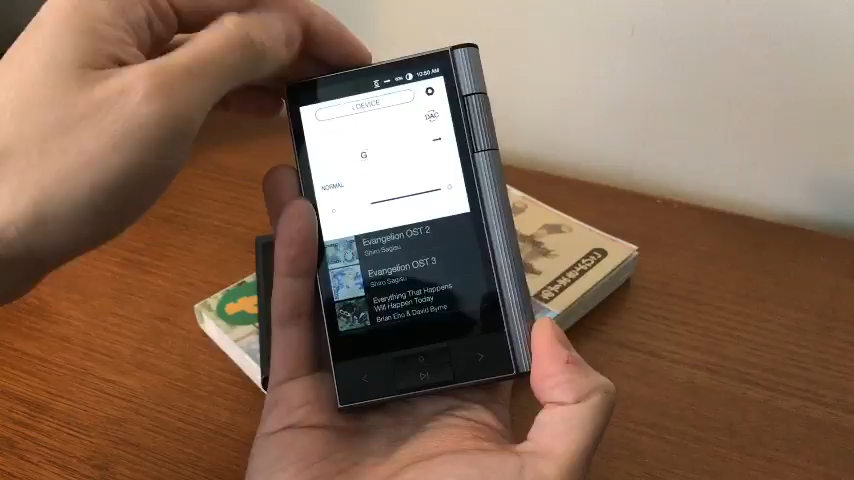 10:50 AM
DEVICE
DAC
G
NORMAL
Evangelion OST 2
Shiro Sagisu
Evangelion OST 3
Shiro Sagisu
Everything That Happens
Will Happen Today
Brian Eno & David Byrne